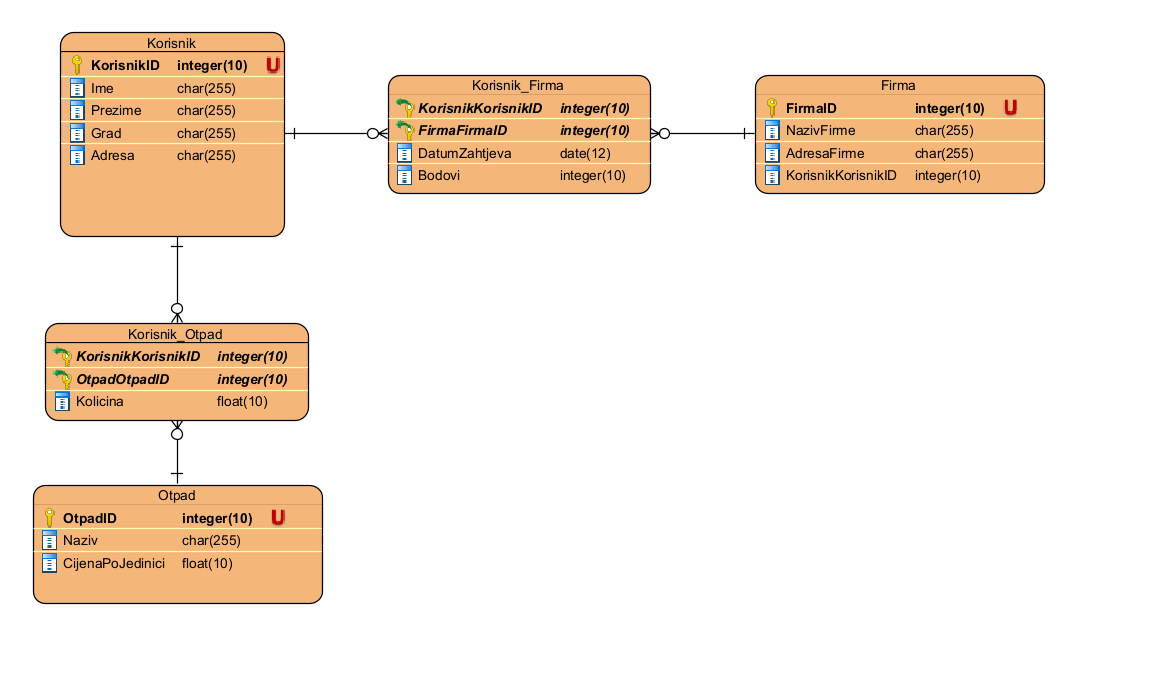 Korisnik
KorisnikID integer(10) U
Ime char(255)
Prezime char(255)
Grad char(255)
Adresa char(255)
Korisnik_Firma
KorisnikKorisnikID integer(10)
FirmaFirmaID integer(10)
DatumZahtjeva date(12)
Bodovi integer(10)
Firma
FirmaID integer(10) U
NazivFirme char(255)
AdresaFirme char(255)
KorisnikKorisnikID integer(10)
Korisnik_Otpad
KorisnikKorisnikID integer(10)
OtpadOtpadID integer(10)
Kolicina float(10)
Otpad
OtpadID integer(10) U
Naziv char(255)
CijenaPoJedinici float(10)